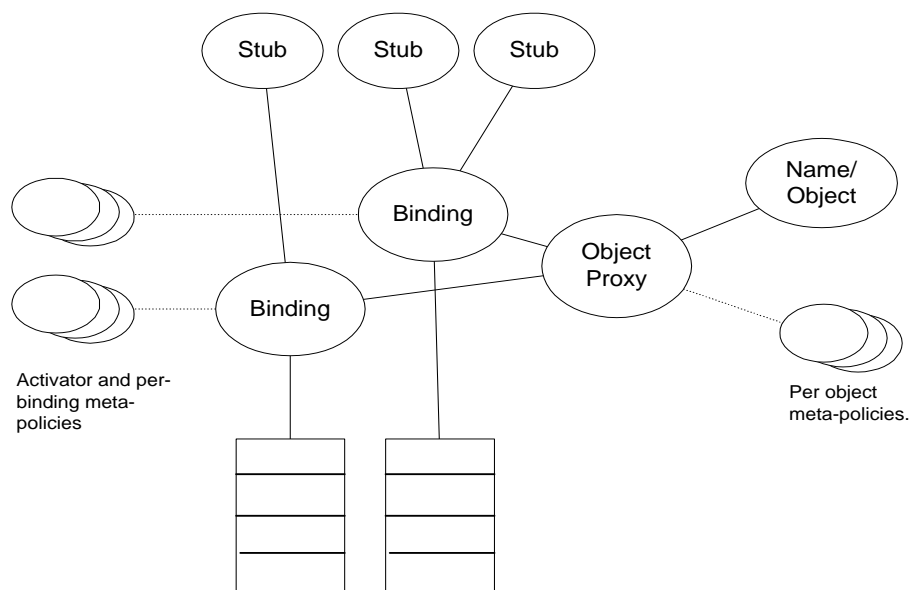 Stub
Stub
Stub
Name/
Object
Binding
Object
Proxy
Binding
Activator and per-
binding meta-
policies
Per object
meta-policies.